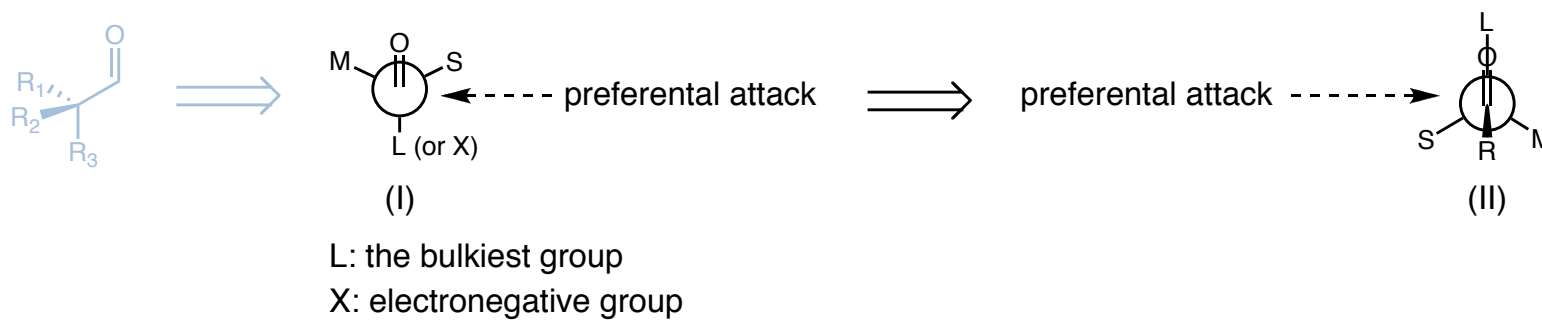 O
R1
R2
R3
M
O
S
preferental attack
L (or X)
(I)
L: the bulkiest group
X: electronegative group
preferental attack
L
O
S
M
R
(II)